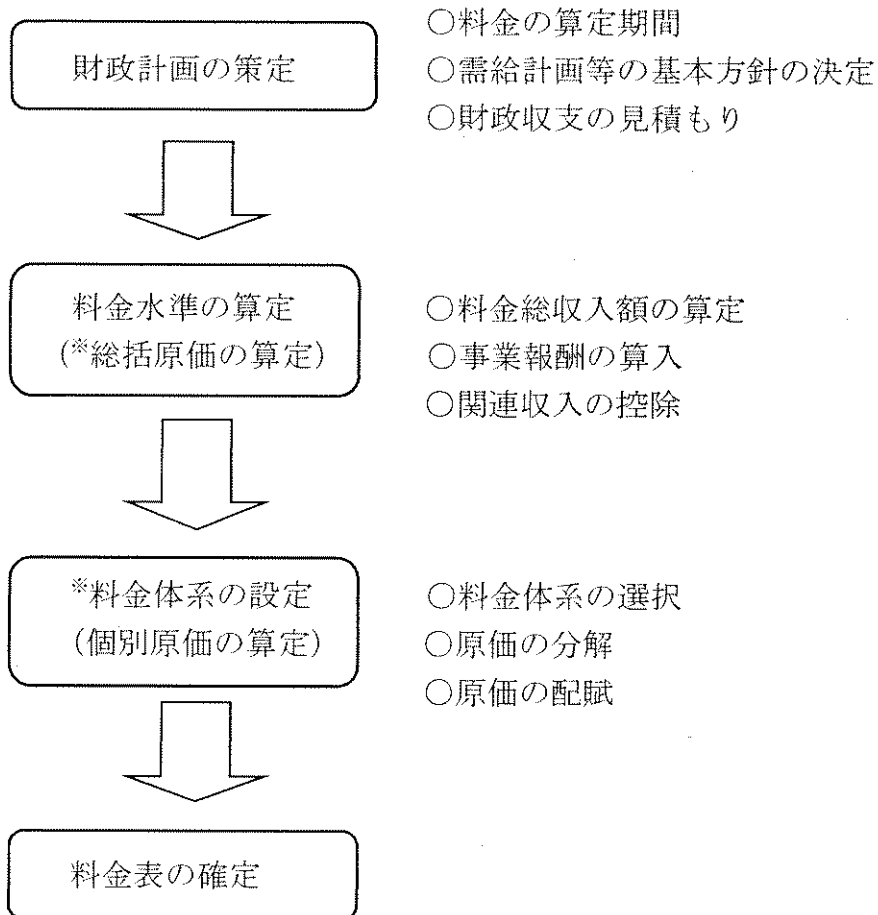 財政計画の策定
○料金の算定期間
○需給計画等の基本方針の決定
○財政収支の見積もり
料金水準の算定
(※総括原価の算定)
○料金総収入額の算定
○事業報酬の算入
○関連収入の控除
※料金体系の設定
(個別原価の算定)
○料金体系の選択
○原価の分解
○原価の配賦
料金表の確定